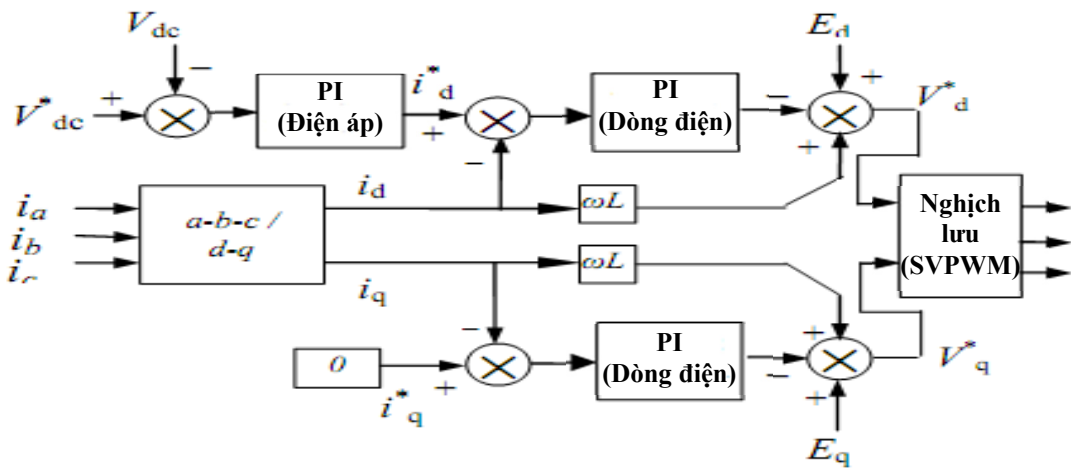 V_dc
E_d
−
+
V*_dc
+
PI
(Điện áp)
i*_d
+
−
PI
(Dòng điện)
−
+
V*_d
i_a
i_b
i_c
a-b-c /
d-q
i_d
ωL
Nghịch
lưu
(SVPWM)
i_q
ωL
−
+
0
+
i*_q
PI
(Dòng điện)
−
+
V*_q
E_q